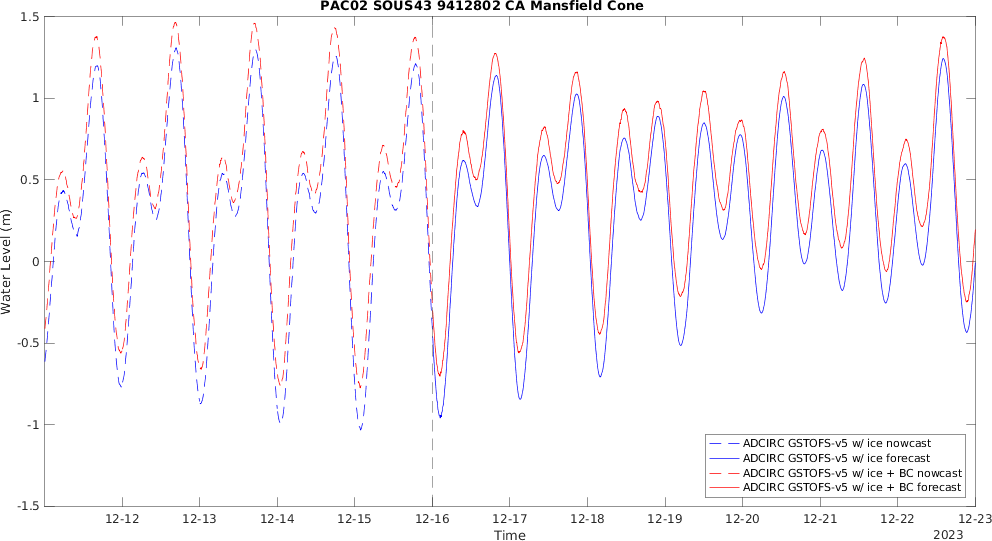 PAC02 SOUS43 9412802 CA Mansfield Cone
Water Level (m)
1.5
1
0.5
0
-0.5
-1
-1.5
12-12 12-13 12-14 12-15 12-16 12-17 12-18 12-19 12-20 12-21 12-22 12-23
Time
2023
ADCIRC GSTOFS-v5 w/ ice nowcast
ADCIRC GSTOFS-v5 w/ ice forecast
ADCIRC GSTOFS-v5 w/ ice + BC nowcast
ADCIRC GSTOFS-v5 w/ ice + BC forecast